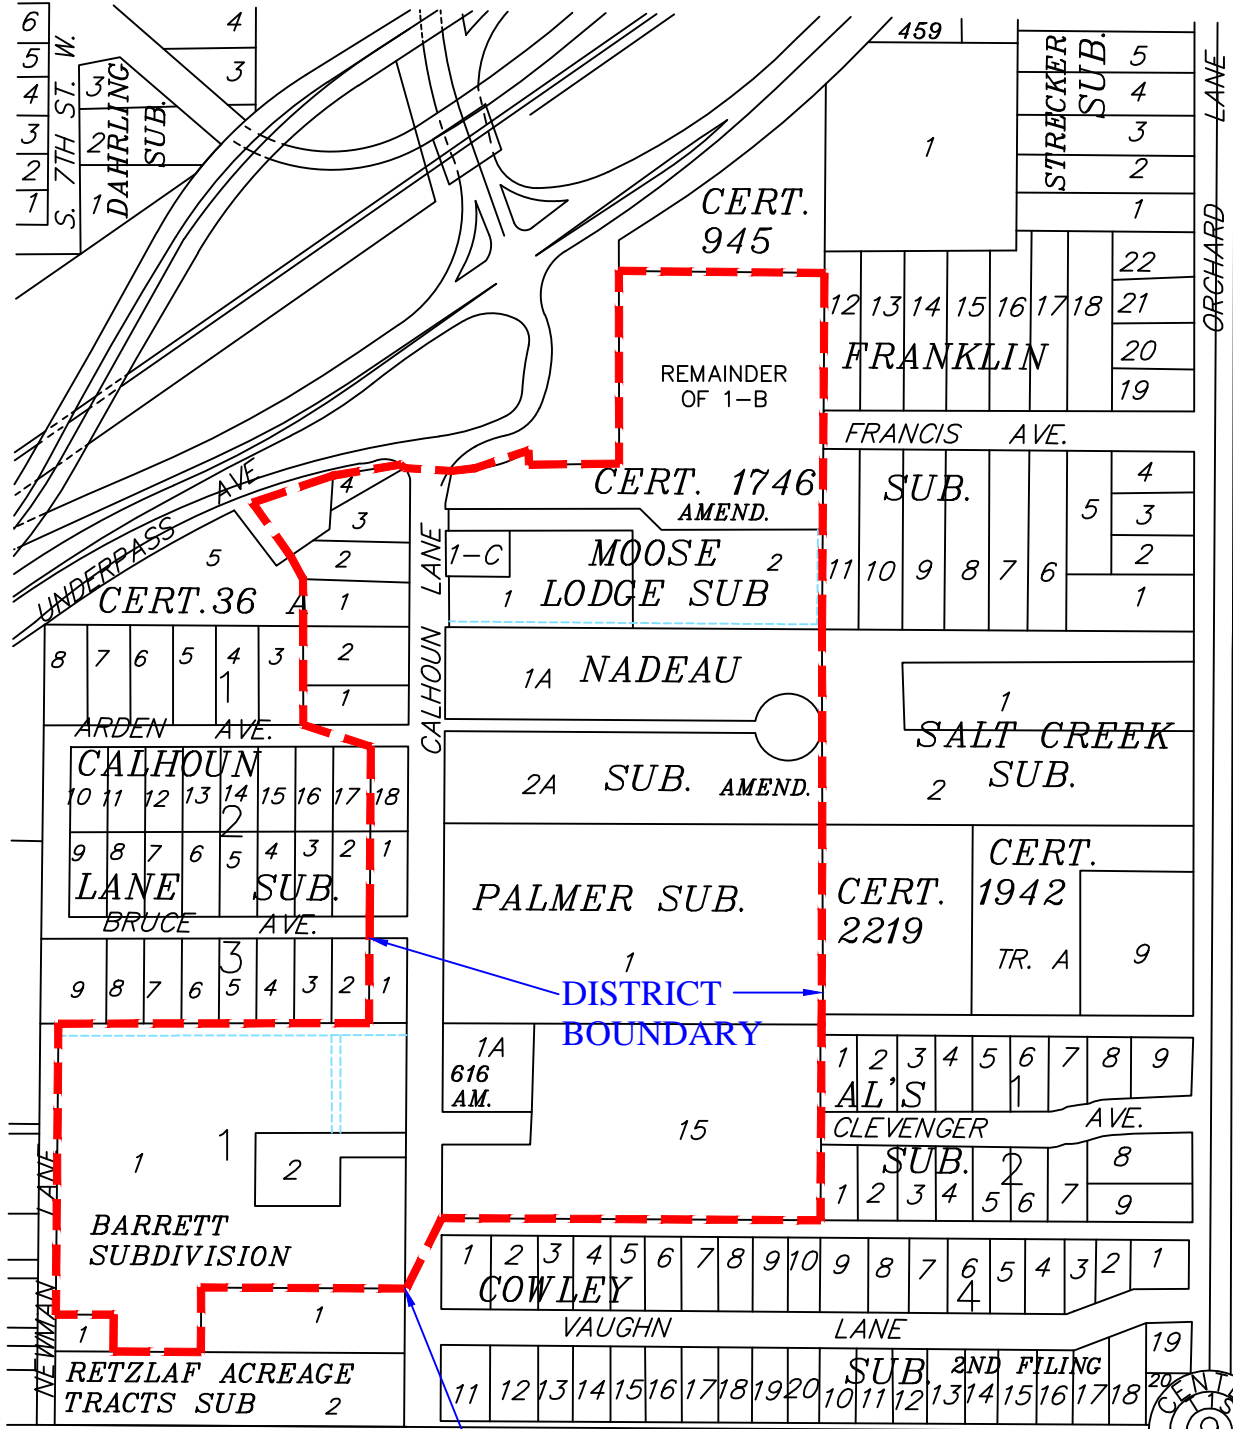 6
5
4
3
2
1
S. 7TH ST. W.
4
3
3
2
1
DAHRLING
SUB.
459
1
STRECKER
SUB.
5
4
3
2
1
ORCHARD LANE
CERT.
945
REMAINDER
OF 1-B
12 13 14 15 16 17 18
22
21
20
19
FRANKLIN
FRANCIS AVE.
SUB.
11 10 9 8 7 6
5
4
3
2
1
UNDERPASS AVE
CERT. 1746
AMEND.
4
3
2
1
5
CERT.36 A
CALHOUN LANE
1-C
MOOSE
LODGE SUB
1
2
8 7 6 5 4 3
1
2
1
ARDEN AVE.
1A NADEAU
2A SUB. AMEND.
1
SALT CREEK
SUB.
2
CALHOUN
10 11 12 13 14 15 16 17 18
2
9 8 7 6 5 4 3 2 1
LANE SUB.
BRUCE AVE.
3
9 8 7 6 5 4 3 2 1
PALMER SUB.
1
CERT.
2219
CERT.
1942
TR. A
9
DISTRICT
BOUNDARY
1A
616
AM.
15
1 2 3 4 5 6 7 8 9
AL'S 1
CLEVENGER AVE.
SUB. 2
1 2 3 4 5 6 7
8
9
1
1
2
BARRETT
SUBDIVISION
NEWMAN LANE
1
1
RETZLAF ACREAGE
TRACTS SUB 2
1 2 3 4 5 6 7 8 9 10 9 8 7 6 5 4 3 2 1
COWLEY 4
VAUGHN LANE
SUB. 2ND FILING
11 12 13 14 15 16 17 18 19 20 10 11 12 13 14 15 16 17 18
19
20